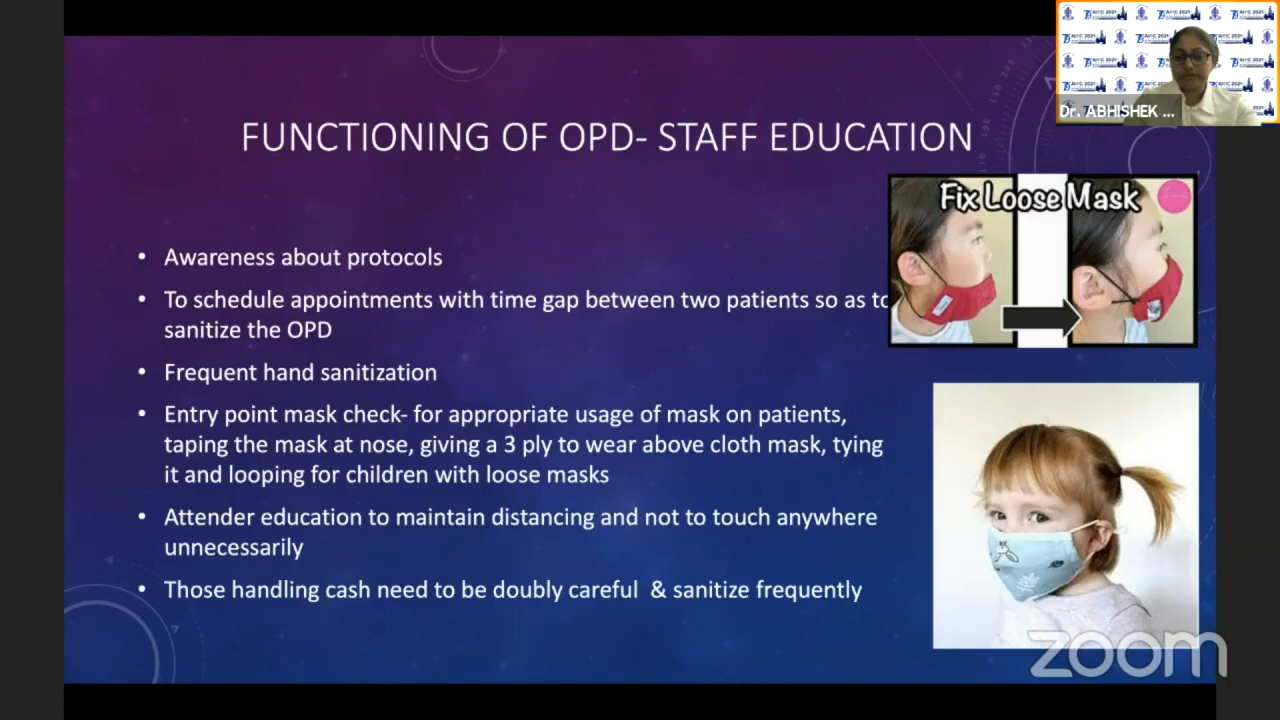 Dr. ABHISHEK ...
FUNCTIONING OF OPD- STAFF EDUCATION
Fix Loose Mask
• Awareness about protocols
• To schedule appointments with time gap between two patients so as to
sanitize the OPD
• Frequent hand sanitization
• Entry point mask check- for appropriate usage of mask on patients,
taping the mask at nose, giving a 3 ply to wear above cloth mask, tying
it and looping for children with loose masks
• Attender education to maintain distancing and not to touch anywhere
unnecessarily
• Those handling cash need to be doubly careful & sanitize frequently
zoom